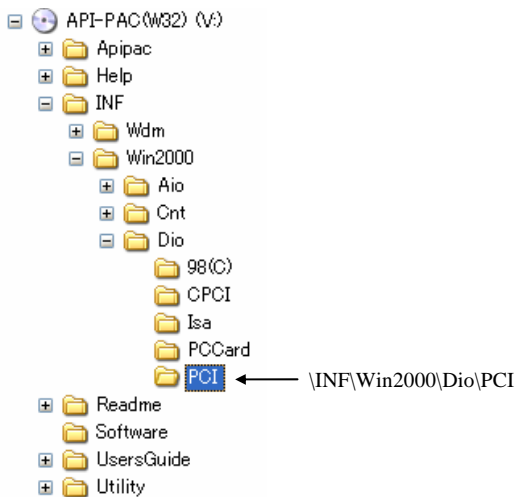 API-PAC(W32) (V:)
Apipac
Help
INF
Wdm
Win2000
Aio
Cnt
Dio
98(C)
CPCI
Isa
PCCard
PCI \INF\Win2000\Dio\PCI
Readme
Software
UsersGuide
Utility